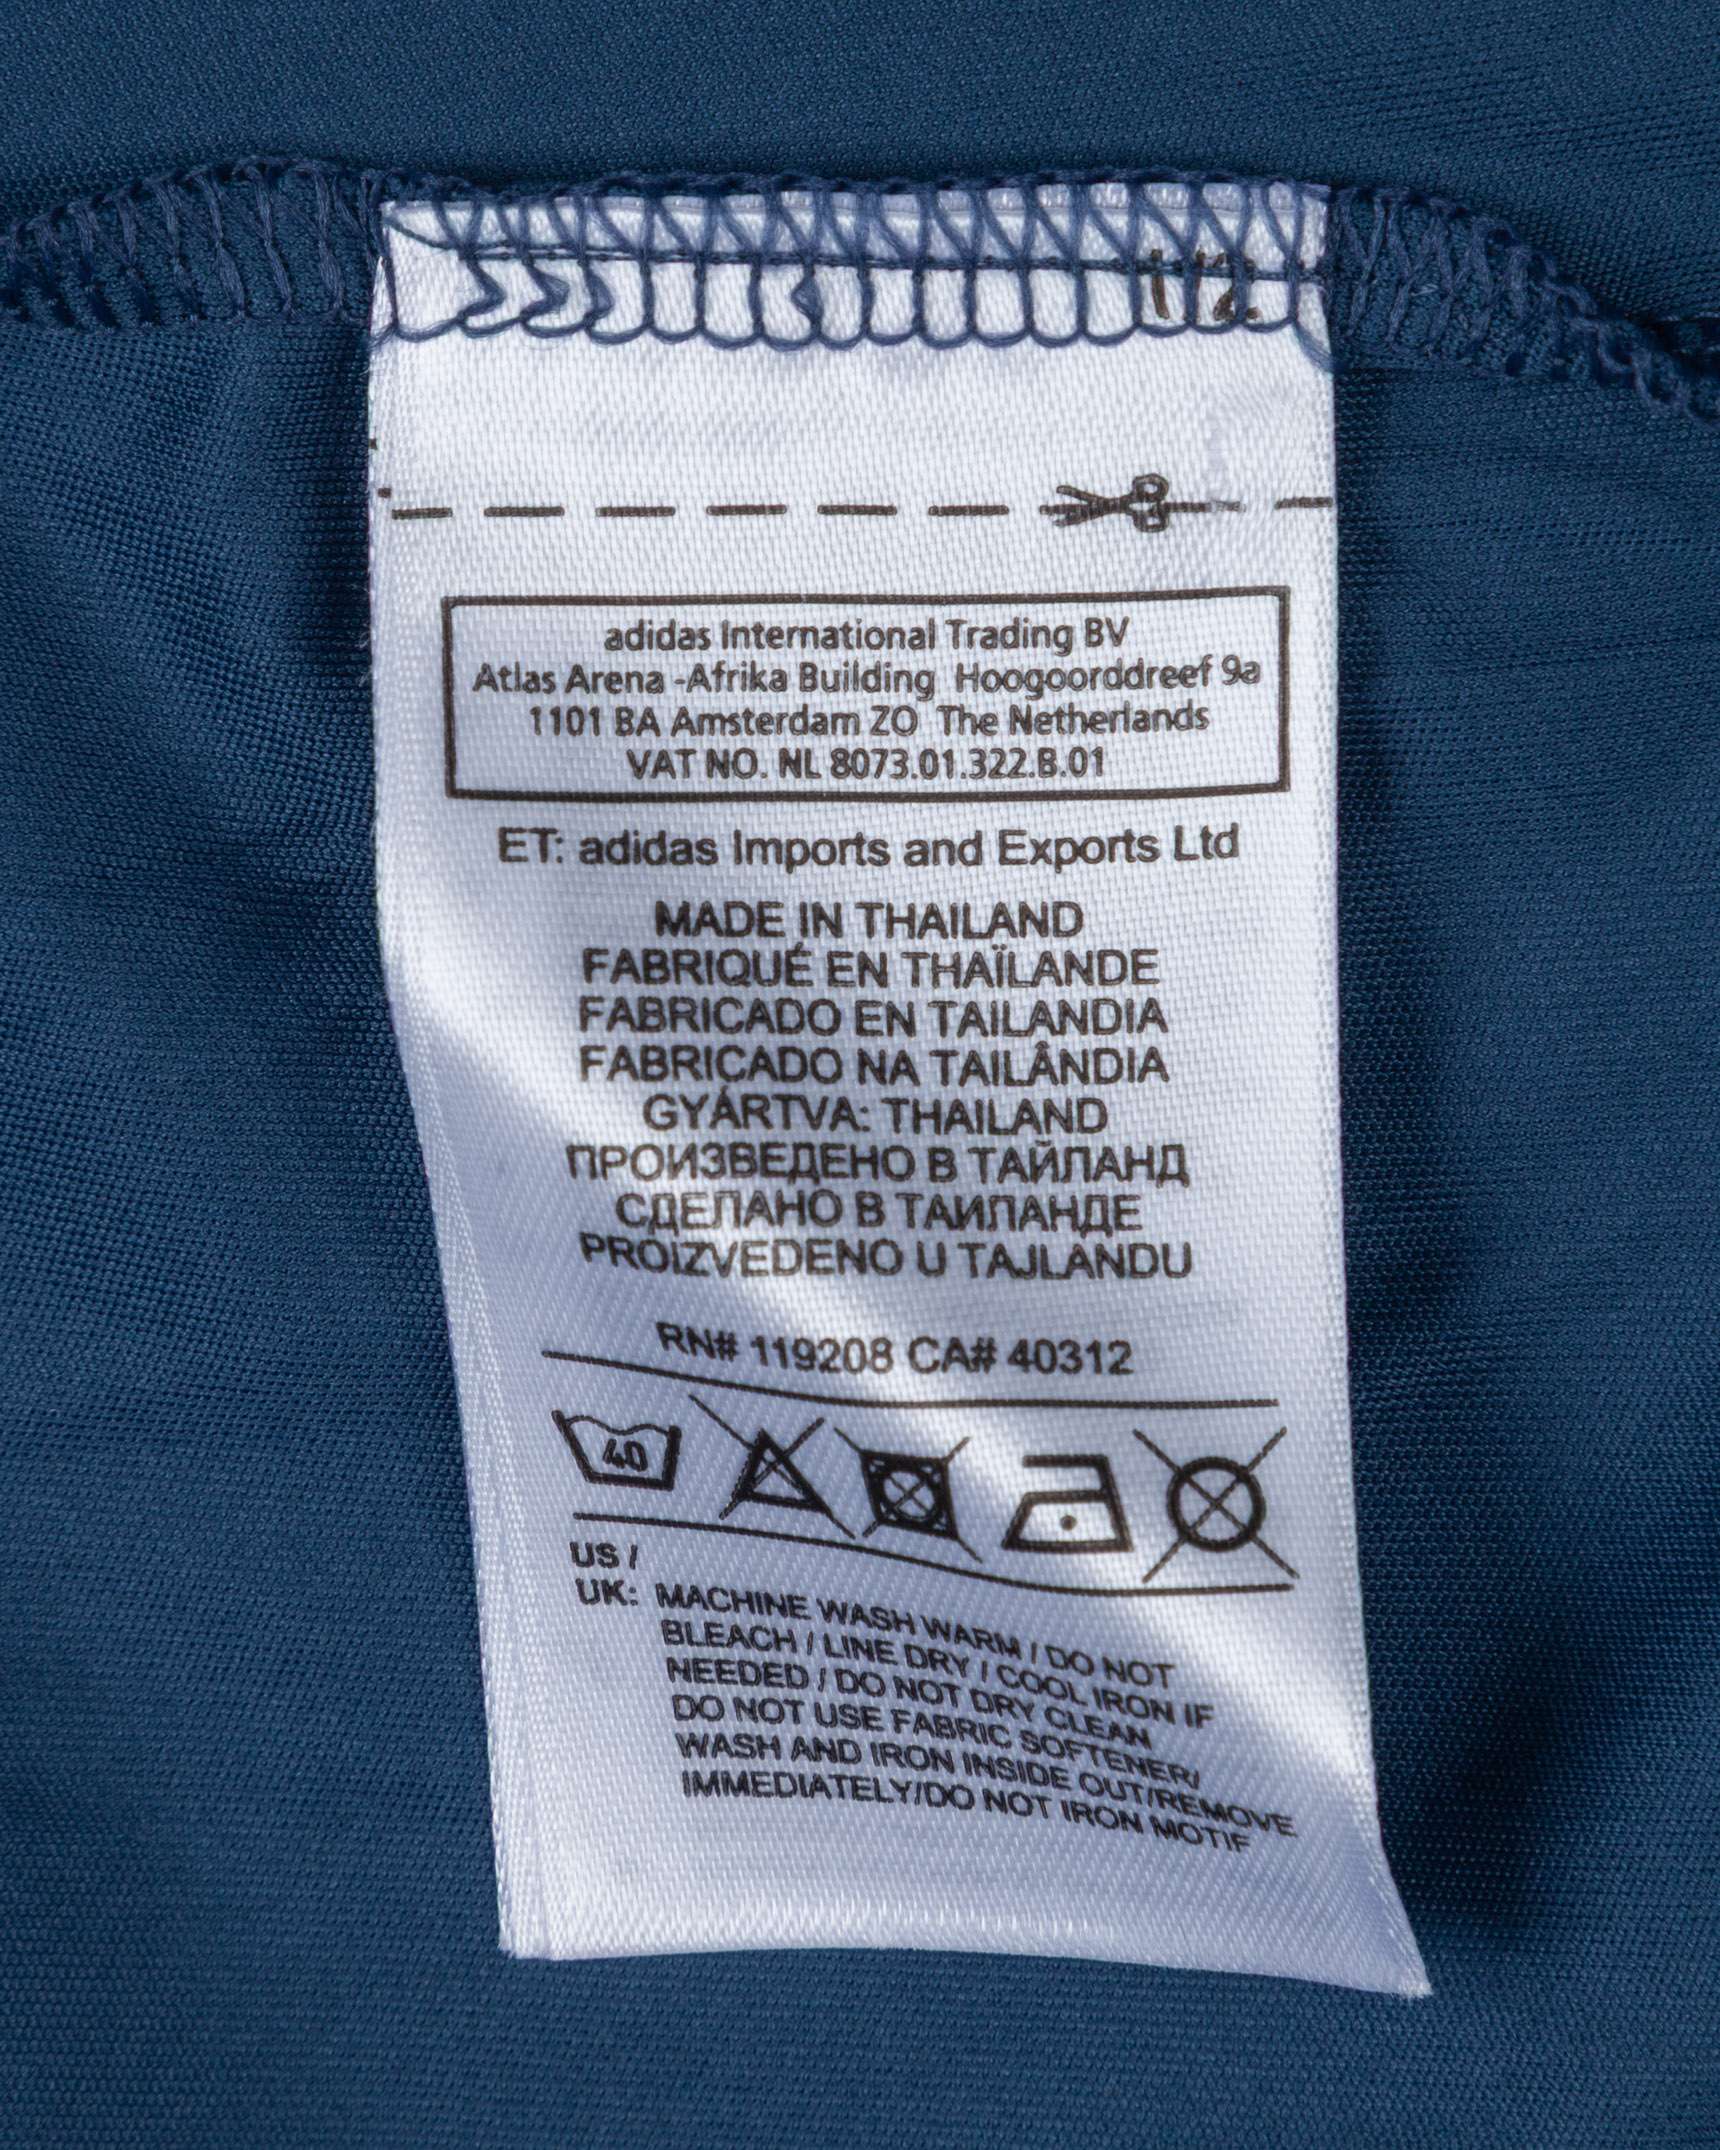 1/2
adidas International Trading BV
Atlas Arena -Afrika Building Hoogoorddreef 9a
1101 BA Amsterdam ZO The Netherlands
VAT NO. NL 8073.01.322.B.01
ET: adidas Imports and Exports Ltd
MADE IN THAILAND
FABRIQUÉ EN THAÏLANDE
FABRICADO EN TAILANDIA
FABRICADO NA TAILÂNDIA
GYÁRTVA: THAILAND
ПРОИЗВЕДЕНО В ТАЙЛАНД
СДЕЛАНО В ТАИЛАНДЕ
PROIZVEDENO U TAJLANDU
RN# 119208 CA# 40312
40
US /
UK: MACHINE WASH WARM / DO NOT
BLEACH / LINE DRY / COOL IRON IF
NEEDED / DO NOT DRY CLEAN
DO NOT USE FABRIC SOFTENER/
WASH AND IRON INSIDE OUT/REMOVE
IMMEDIATELY/DO NOT IRON MOTIF